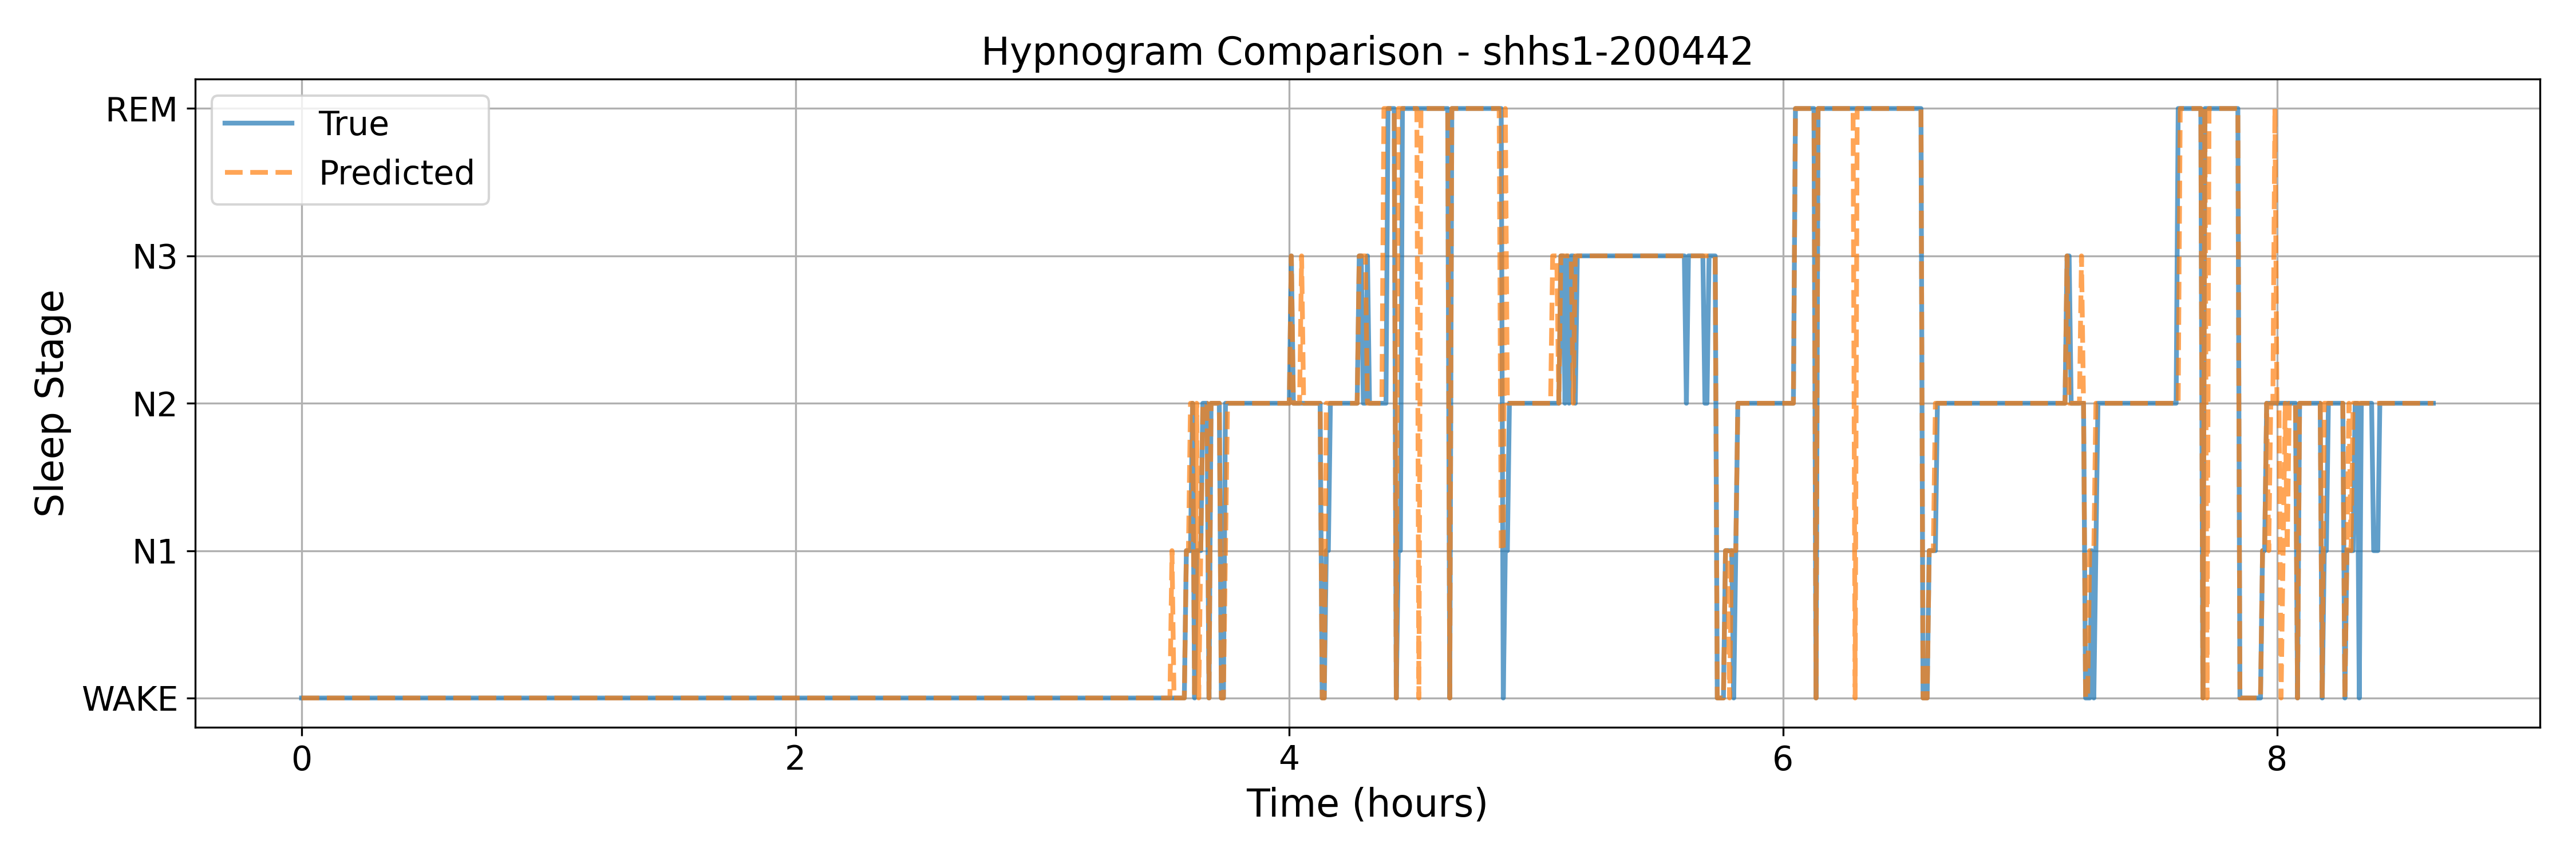 Hypnogram Comparison - shhs1-200442
True
Predicted
REM
N3
N2
N1
WAKE
Sleep Stage
0 2 4 6 8
Time (hours)